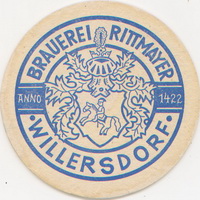 BRAUEREI RITTMAYER
ANNO 1422
· WILLERSDORF ·